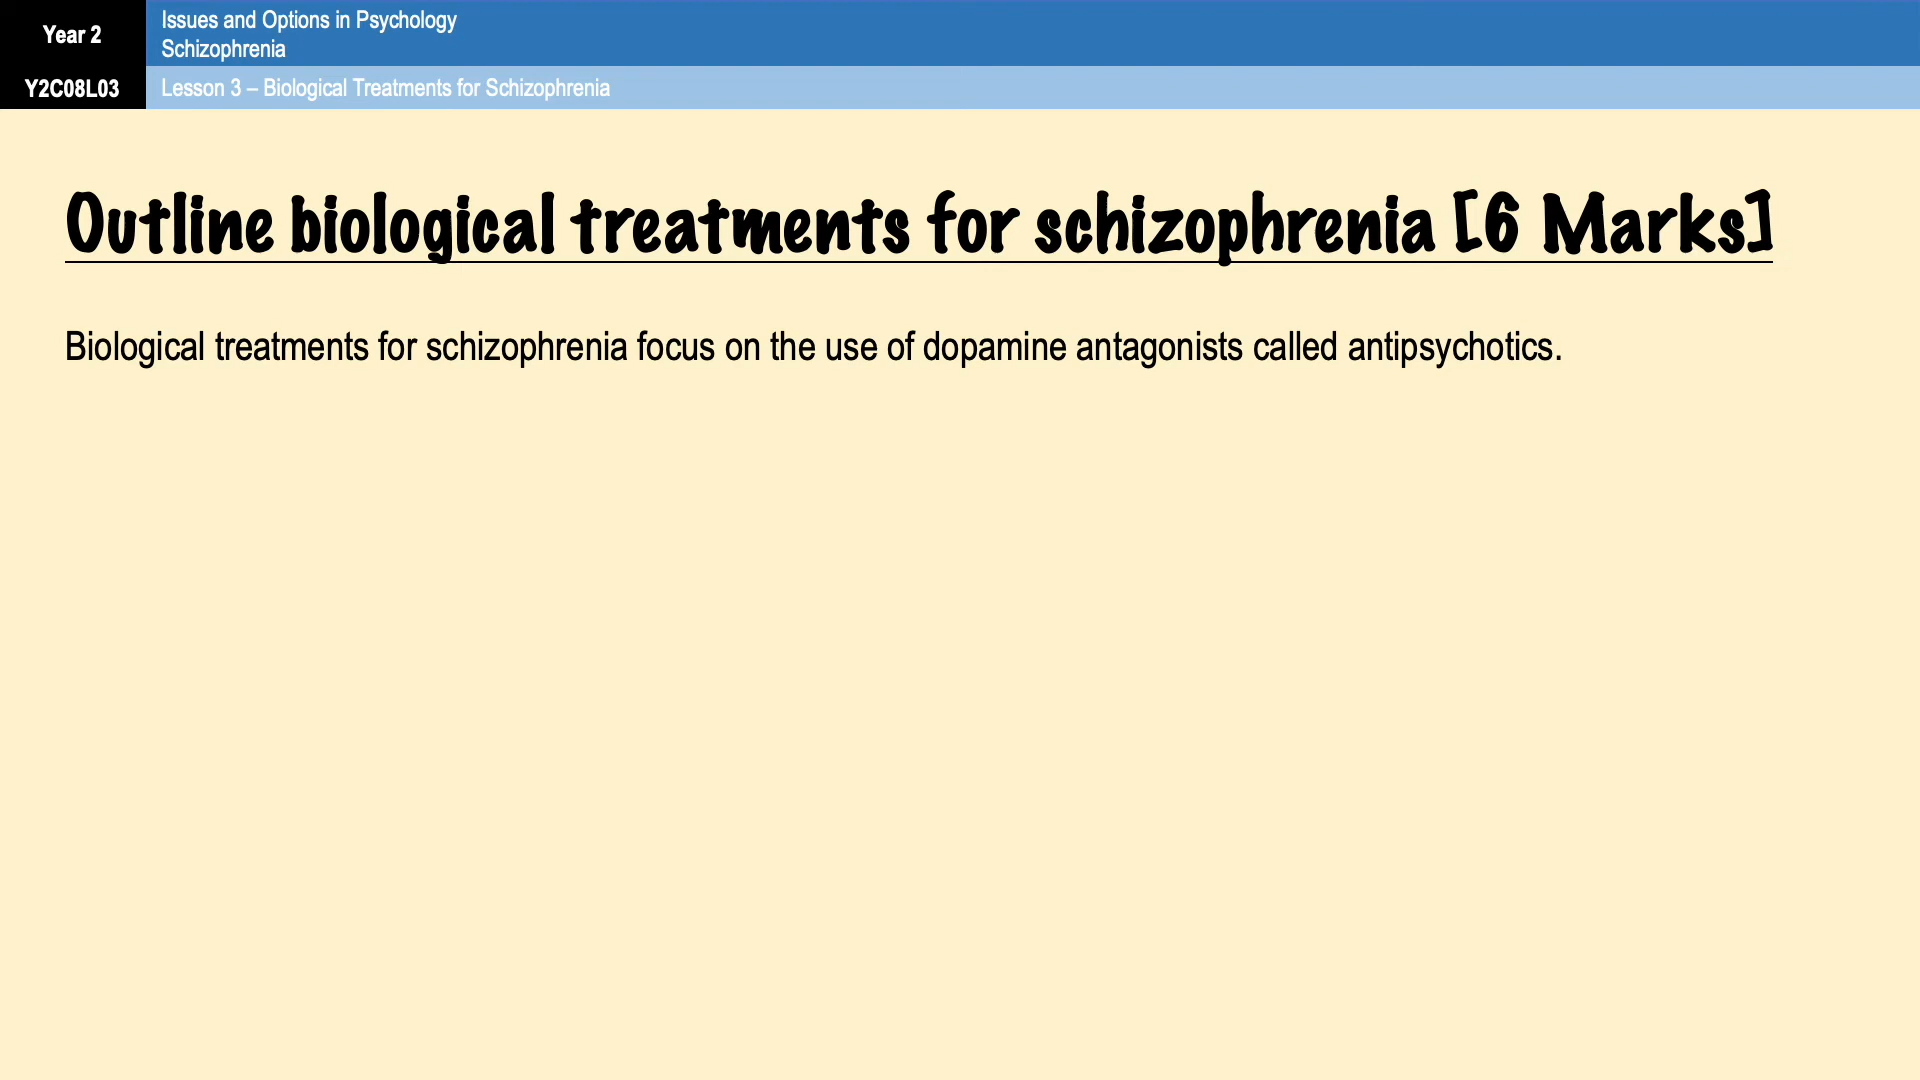 Year 2
Issues and Options in Psychology
Schizophrenia
Y2C08L03
Lesson 3 – Biological Treatments for Schizophrenia
Outline biological treatments for schizophrenia [6 Marks]
Biological treatments for schizophrenia focus on the use of dopamine antagonists called antipsychotics.